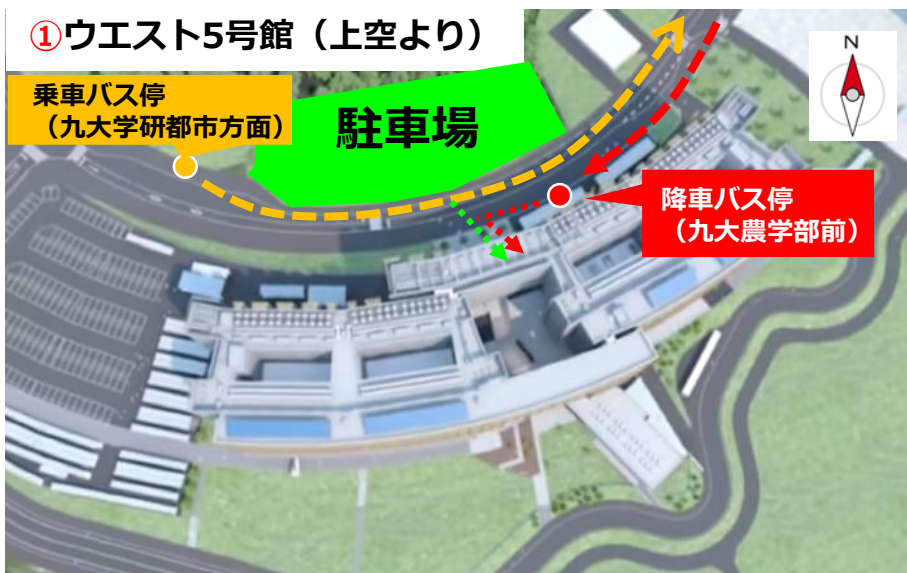 ①ウエスト5号館（上空より）
乗車バス停
（九大学研都市方面）
駐車場
N
降車バス停
（九大農学部前）